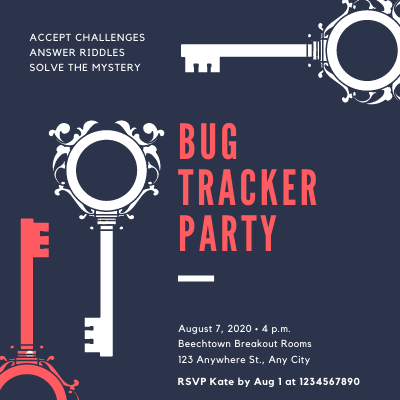 ACCEPT CHALLENGES
ANSWER RIDDLES
SOLVE THE MYSTERY
BUG
TRACKER
PARTY
August 7, 2020 • 4 p.m.
Beechtown Breakout Rooms
123 Anywhere St., Any City
RSVP Kate by Aug 1 at 1234567890